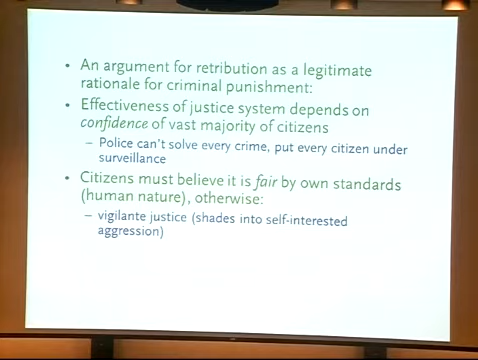 • An argument for retribution as a legitimate
rationale for criminal punishment:
• Effectiveness of justice system depends on
confidence of vast majority of citizens
– Police can't solve every crime, put every citizen under
surveillance
• Citizens must believe it is fair by own standards
(human nature), otherwise:
– vigilante justice (shades into self-interested
aggression)